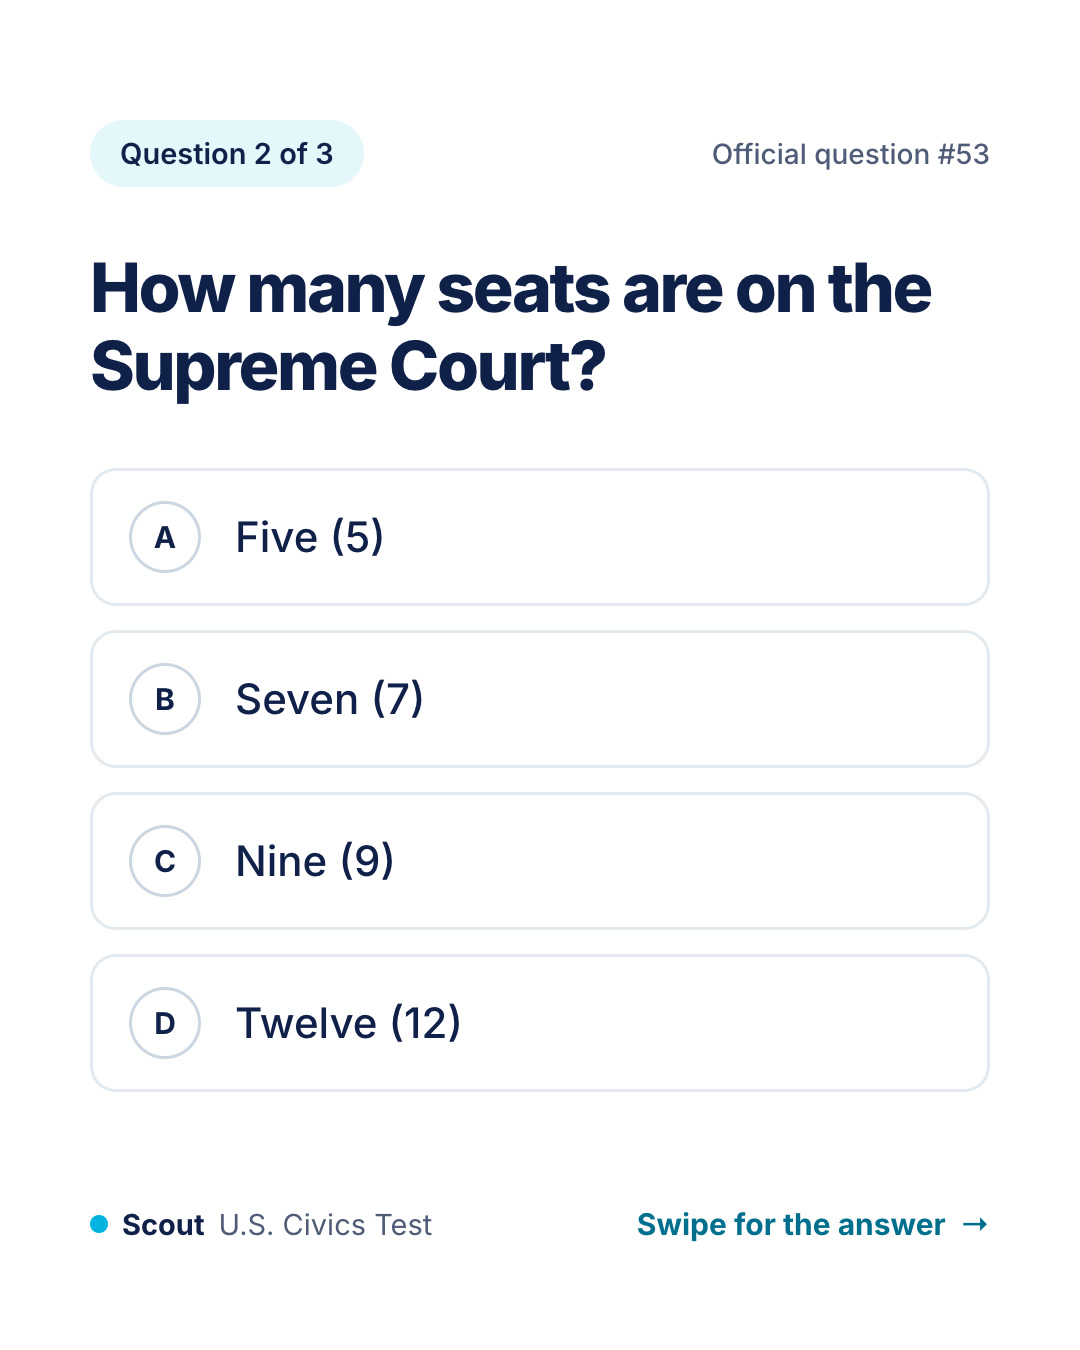 Question 2 of 3
Official question #53
How many seats are on the
Supreme Court?
A Five (5)
B Seven (7)
C Nine (9)
D Twelve (12)
Scout U.S. Civics Test
Swipe for the answer →